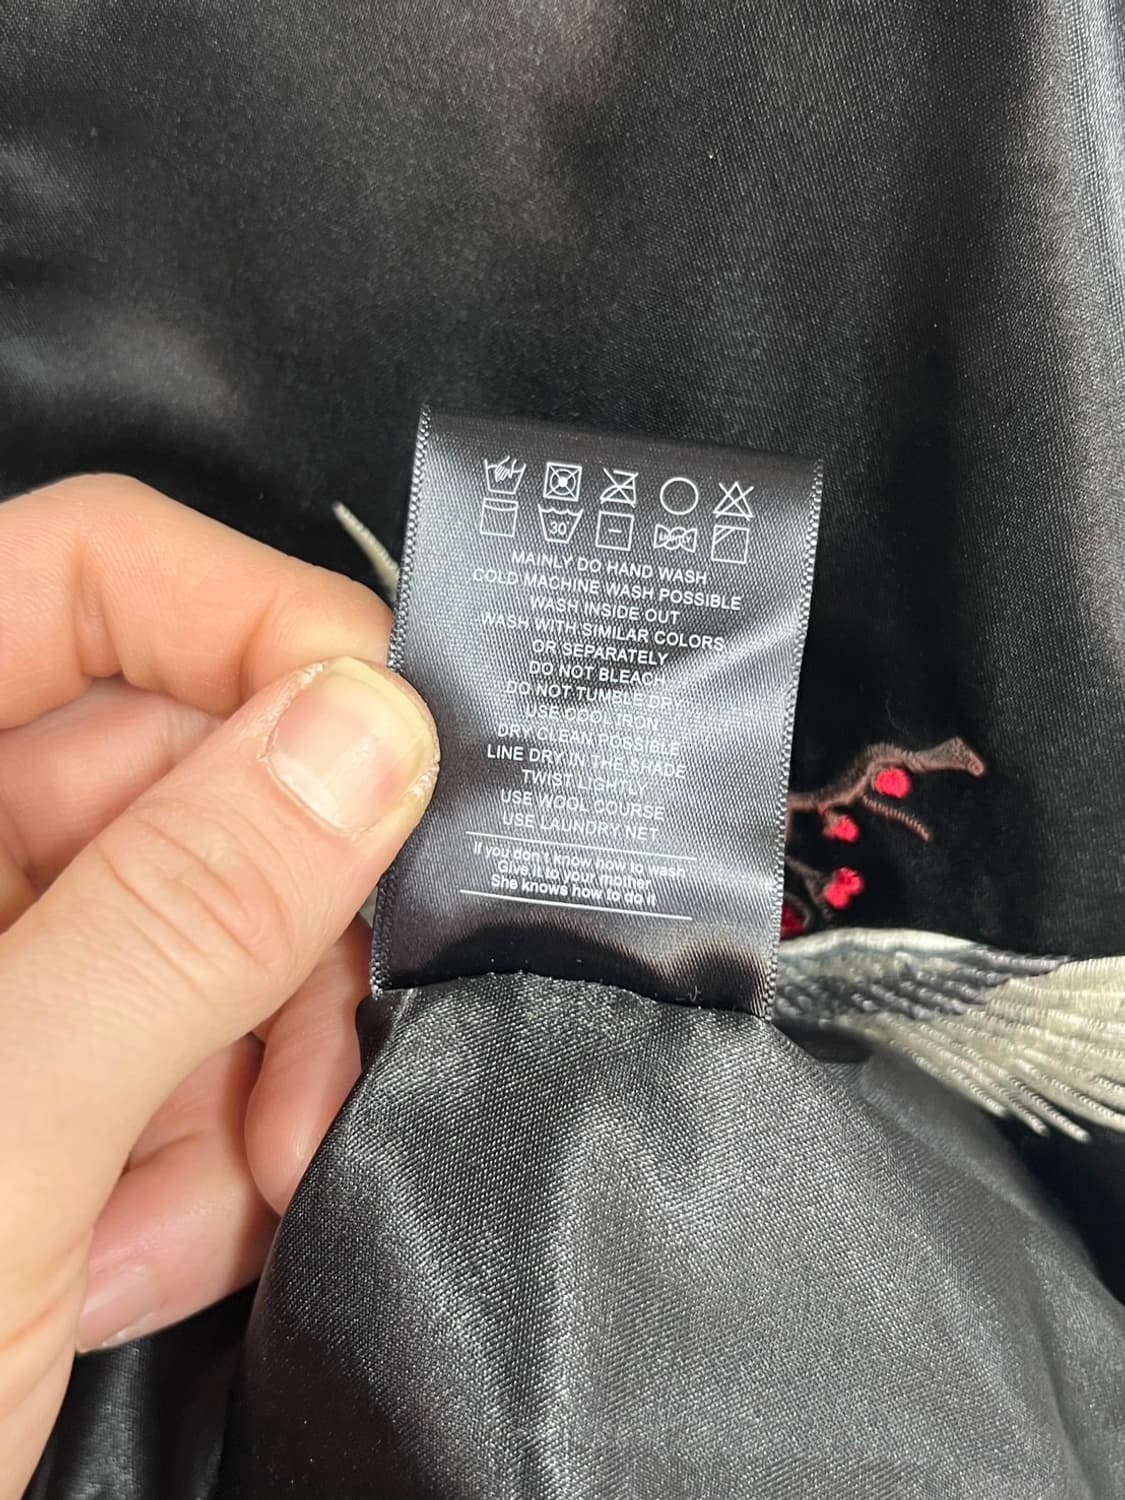 30°
MAINLY DO HAND WASH
COLD MACHINE WASH POSSIBLE
WASH INSIDE OUT
WASH WITH SIMILAR COLORS
OR SEPARATELY
DO NOT BLEACH
DO NOT TUMBLE DRY
USE COOL IRON
DRY CLEAN POSSIBLE
LINE DRY IN THE SHADE
TWIST LIGHTLY
USE WOOL COURSE
USE LAUNDRY NET
If you don't know how to wash
Give it to your mother
She knows how to do it